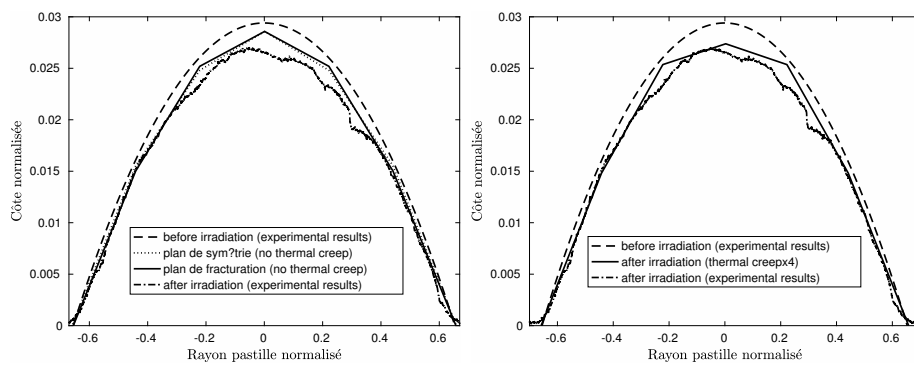 0.03
0.025
0.02
0.015
0.01
0.005
0
Côte normalisée
before irradiation (experimental results)
plan de sym?trie (no thermal creep)
plan de fracturation (no thermal creep)
after irradiation (experimental results)
-0.6 -0.4 -0.2 0.0 0.2 0.4 0.6
Rayon pastille normalisé
0.03
0.025
0.02
0.015
0.01
0.005
0
Côte normalisée
before irradiation (experimental results)
after irradiation (thermal creepx4)
after irradiation (experimental results)
-0.6 -0.4 -0.2 0.0 0.2 0.4 0.6
Rayon pastille normalisé